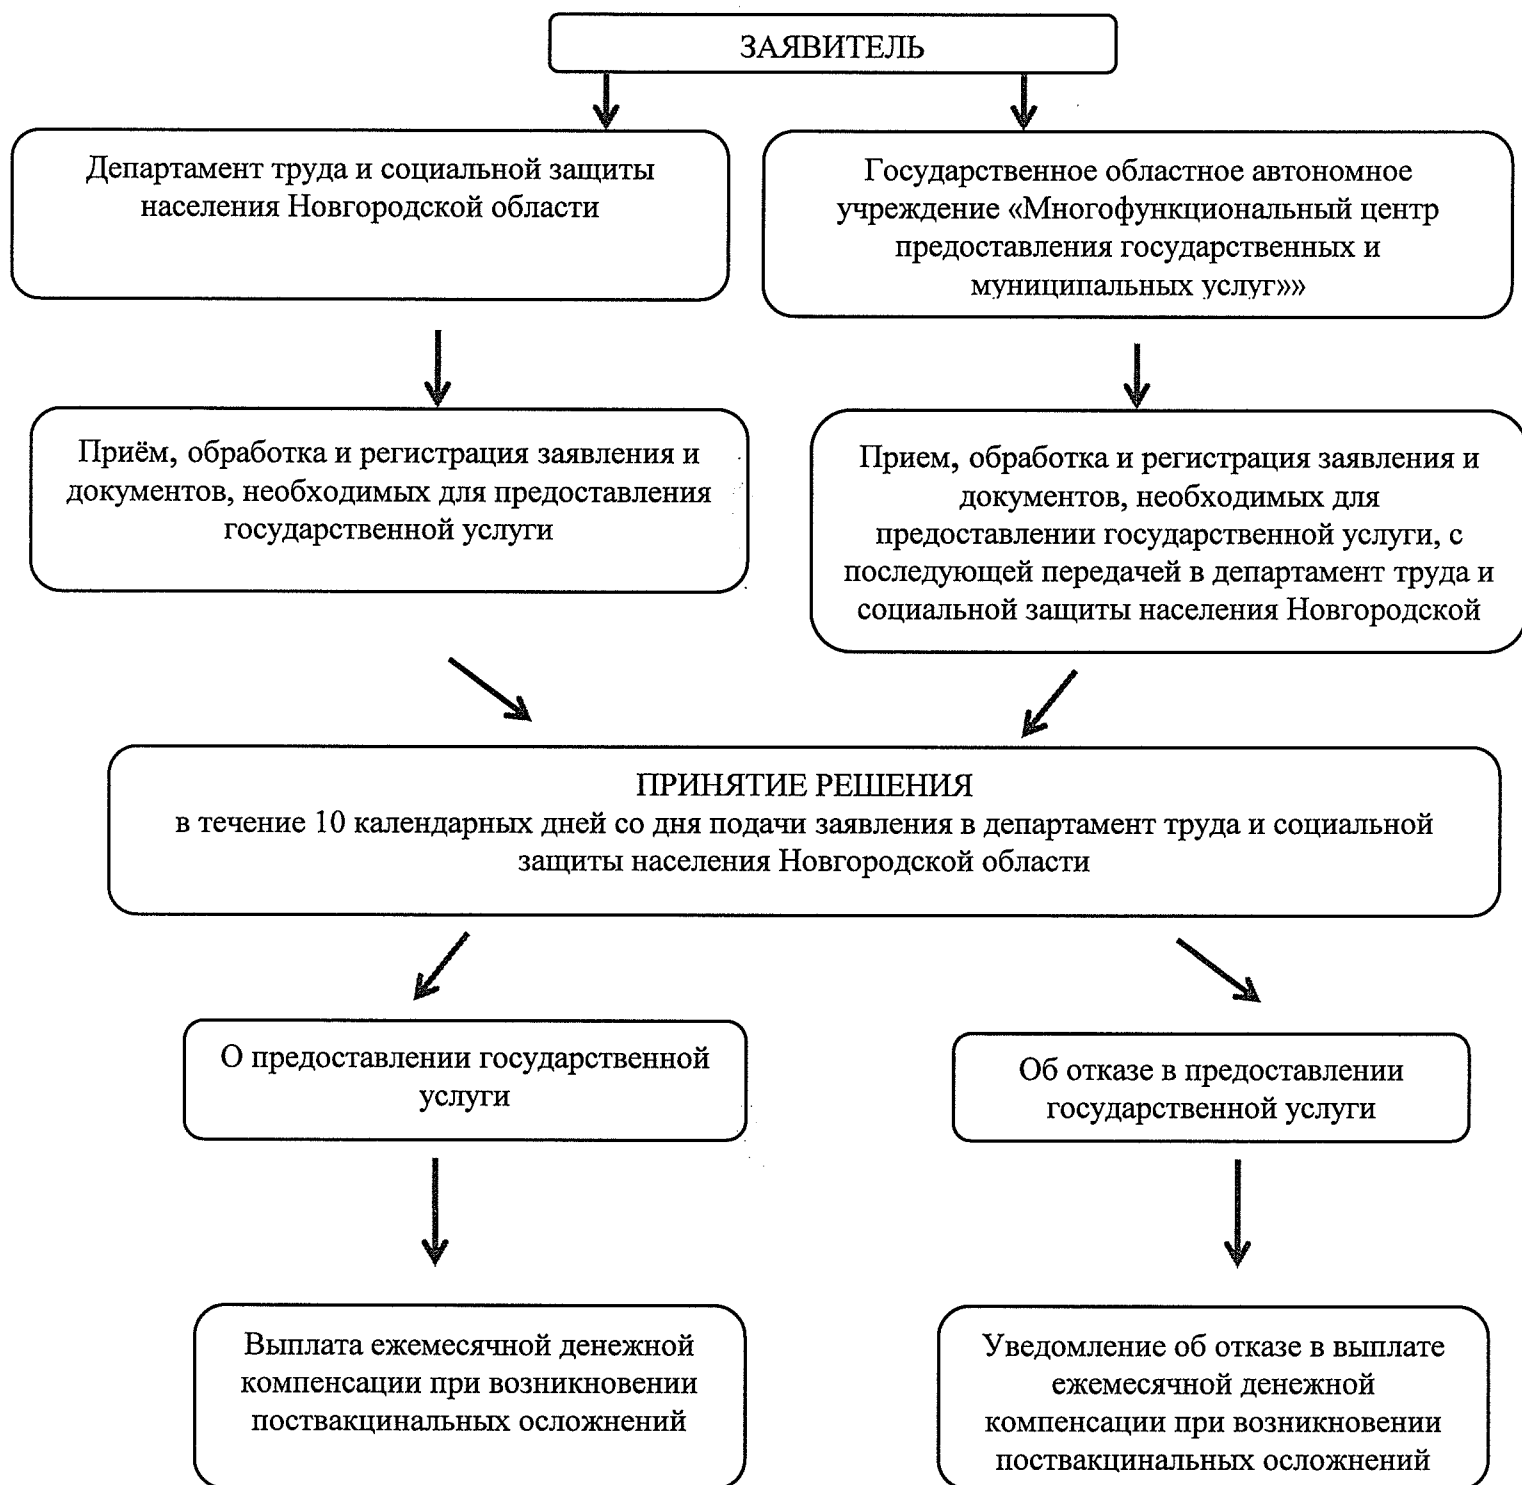 ЗАЯВИТЕЛЬ
Департамент труда и социальной защиты
населения Новгородской области
Государственное областное автономное
учреждение «Многофункциональный центр
предоставления государственных и
муниципальных услуг»»
Приём, обработка и регистрация заявления и
документов, необходимых для предоставления
государственной услуги
Прием, обработка и регистрация заявления и
документов, необходимых для
предоставлении государственной услуги, с
последующей передачей в департамент труда и
социальной защиты населения Новгородской
ПРИНЯТИЕ РЕШЕНИЯ
в течение 10 календарных дней со дня подачи заявления в департамент труда и социальной
защиты населения Новгородской области
О предоставлении государственной
услуги
Об отказе в предоставлении
государственной услуги
Выплата ежемесячной денежной
компенсации при возникновении
поствакцинальных осложнений
Уведомление об отказе в выплате
ежемесячной денежной
компенсации при возникновении
поствакцинальных осложнений